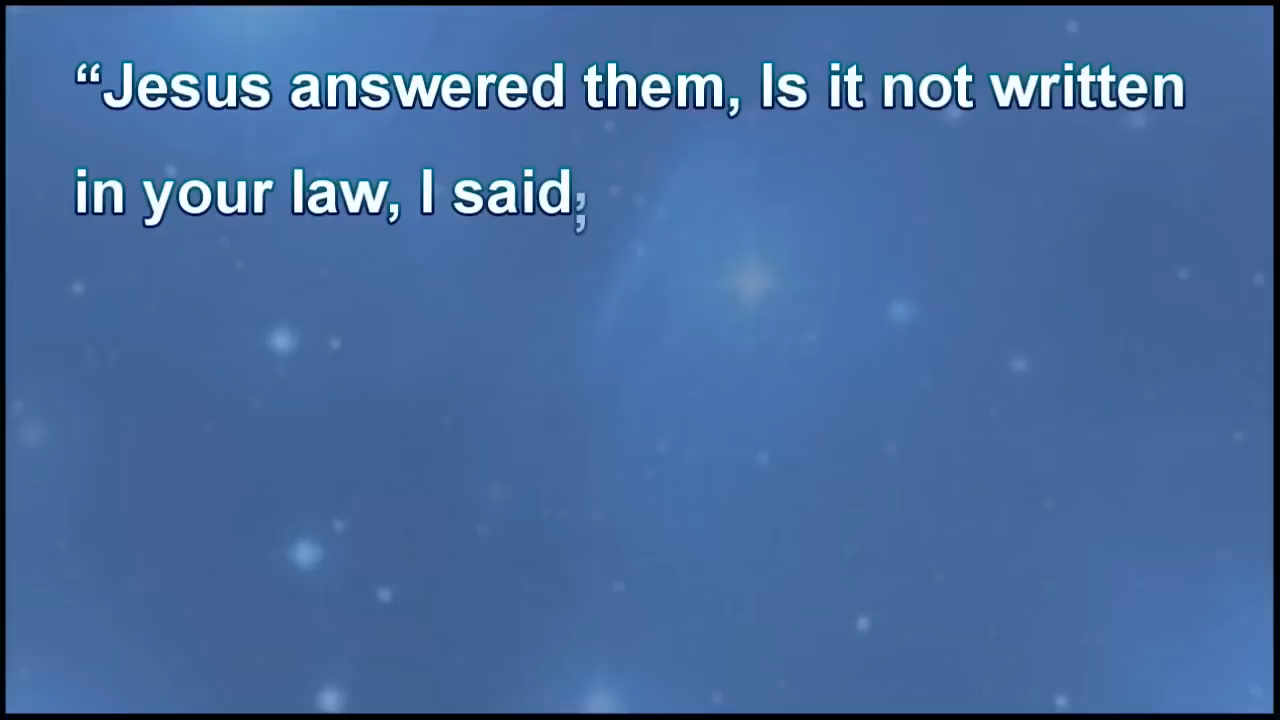 “Jesus answered them, Is it not written
in your law, I said,